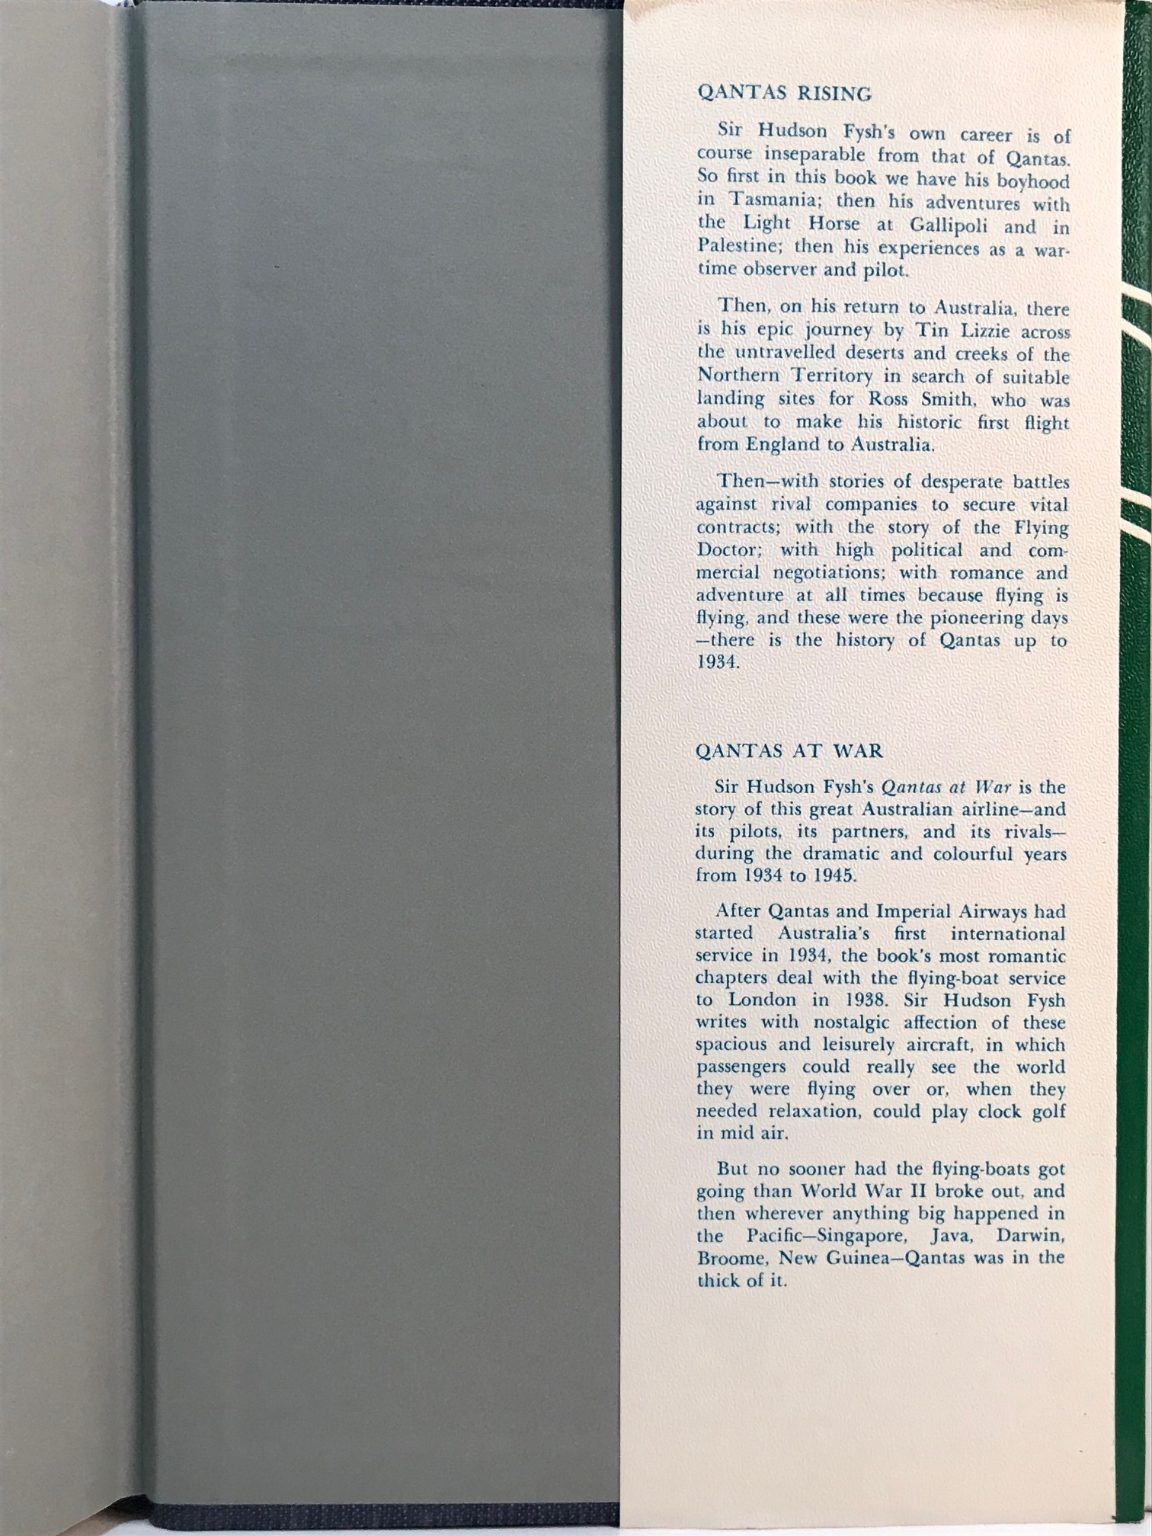 QANTAS RISING
Sir Hudson Fysh's own career is of
course inseparable from that of Qantas.
So first in this book we have his boyhood
in Tasmania; then his adventures with
the Light Horse at Gallipoli and in
Palestine; then his experiences as a war-
time observer and pilot.
Then, on his return to Australia, there
is his epic journey by Tin Lizzie across
the untravelled deserts and creeks of the
Northern Territory in search of suitable
landing sites for Ross Smith, who was
about to make his historic first flight
from England to Australia.
Then—with stories of desperate battles
against rival companies to secure vital
contracts; with the story of the Flying
Doctor; with high political and com-
mercial negotiations; with romance and
adventure at all times because flying is
flying, and these were the pioneering days
—there is the history of Qantas up to
1934.
QANTAS AT WAR
Sir Hudson Fysh's Qantas at War is the
story of this great Australian airline—and
its pilots, its partners, and its rivals—
during the dramatic and colourful years
from 1934 to 1945.
After Qantas and Imperial Airways had
started Australia's first international
service in 1934, the book's most romantic
chapters deal with the flying-boat service
to London in 1938. Sir Hudson Fysh
writes with nostalgic affection of these
spacious and leisurely aircraft, in which
passengers could really see the world
they were flying over or, when they
needed relaxation, could play clock golf
in mid air.
But no sooner had the flying-boats got
going than World War II broke out, and
then wherever anything big happened in
the Pacific—Singapore, Java, Darwin,
Broome, New Guinea—Qantas was in the
thick of it.